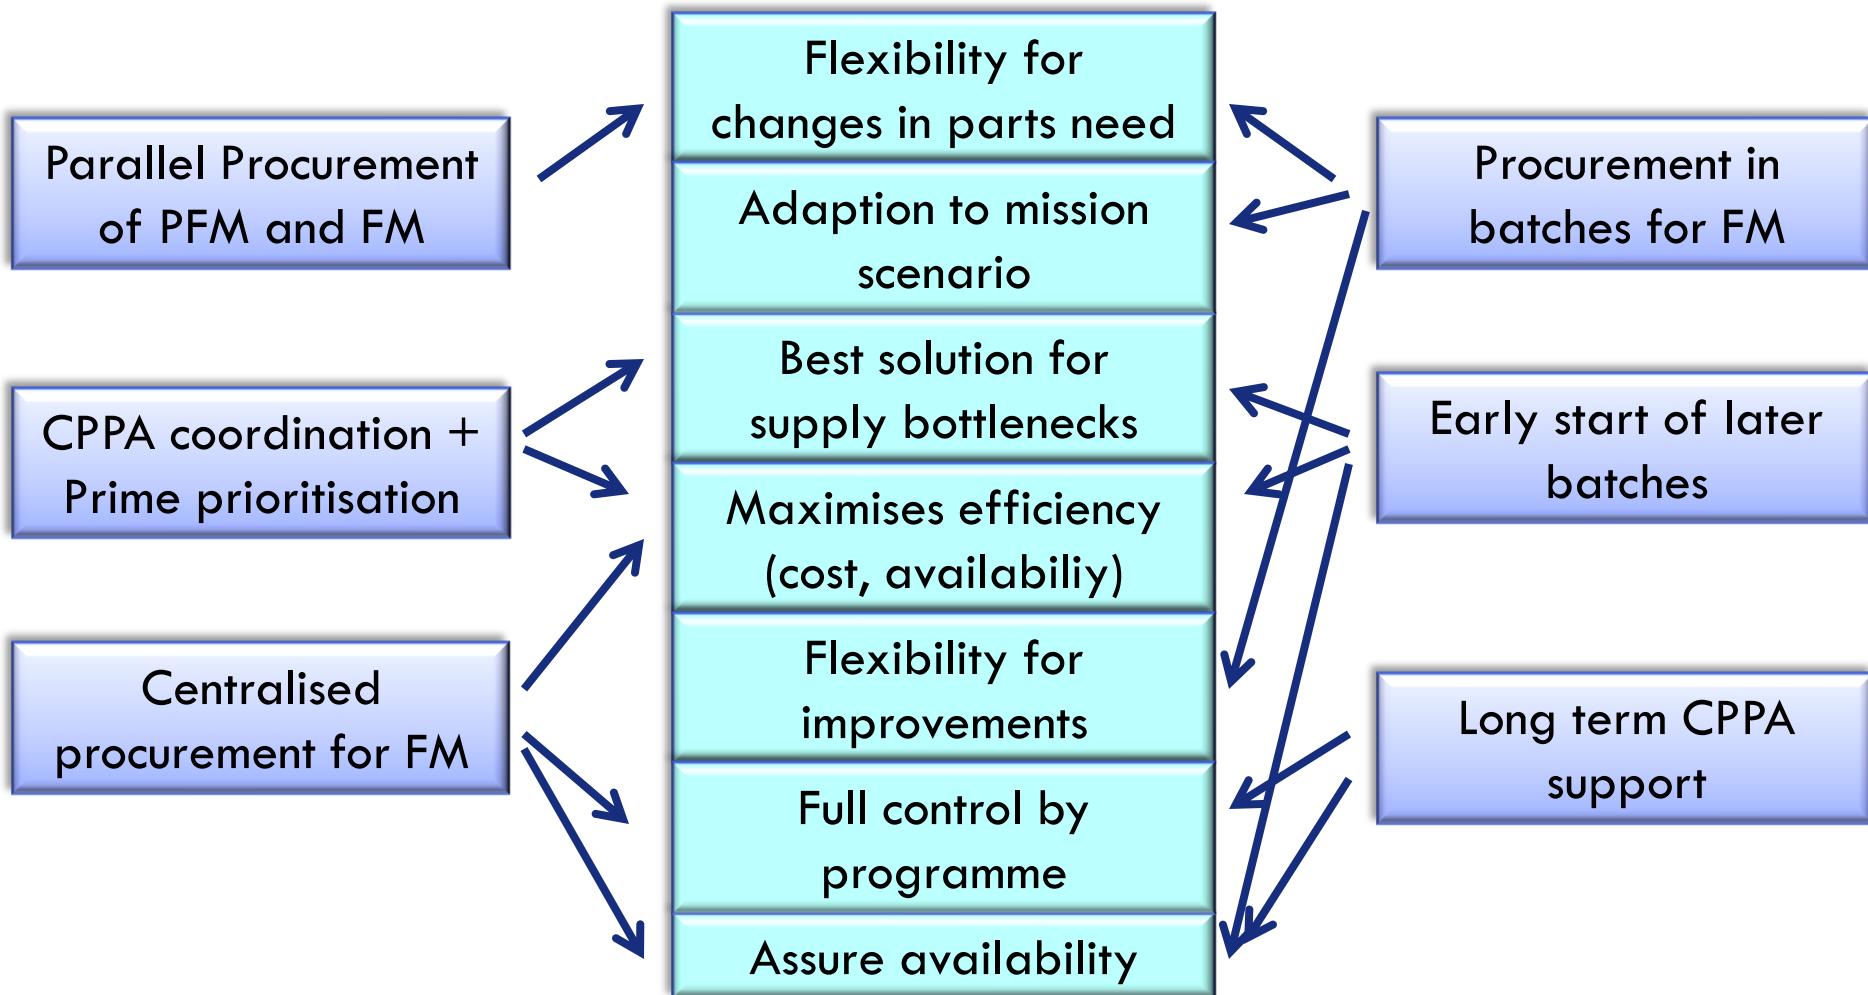 Parallel Procurement
of PFM and FM
CPPA coordination +
Prime prioritisation
Centralised
procurement for FM
Flexibility for
changes in parts need
Adaption to mission
scenario
Best solution for
supply bottlenecks
Maximises efficiency
(cost, availabiliy)
Flexibility for
improvements
Full control by
programme
Assure availability
Procurement in
batches for FM
Early start of later
batches
Long term CPPA
support